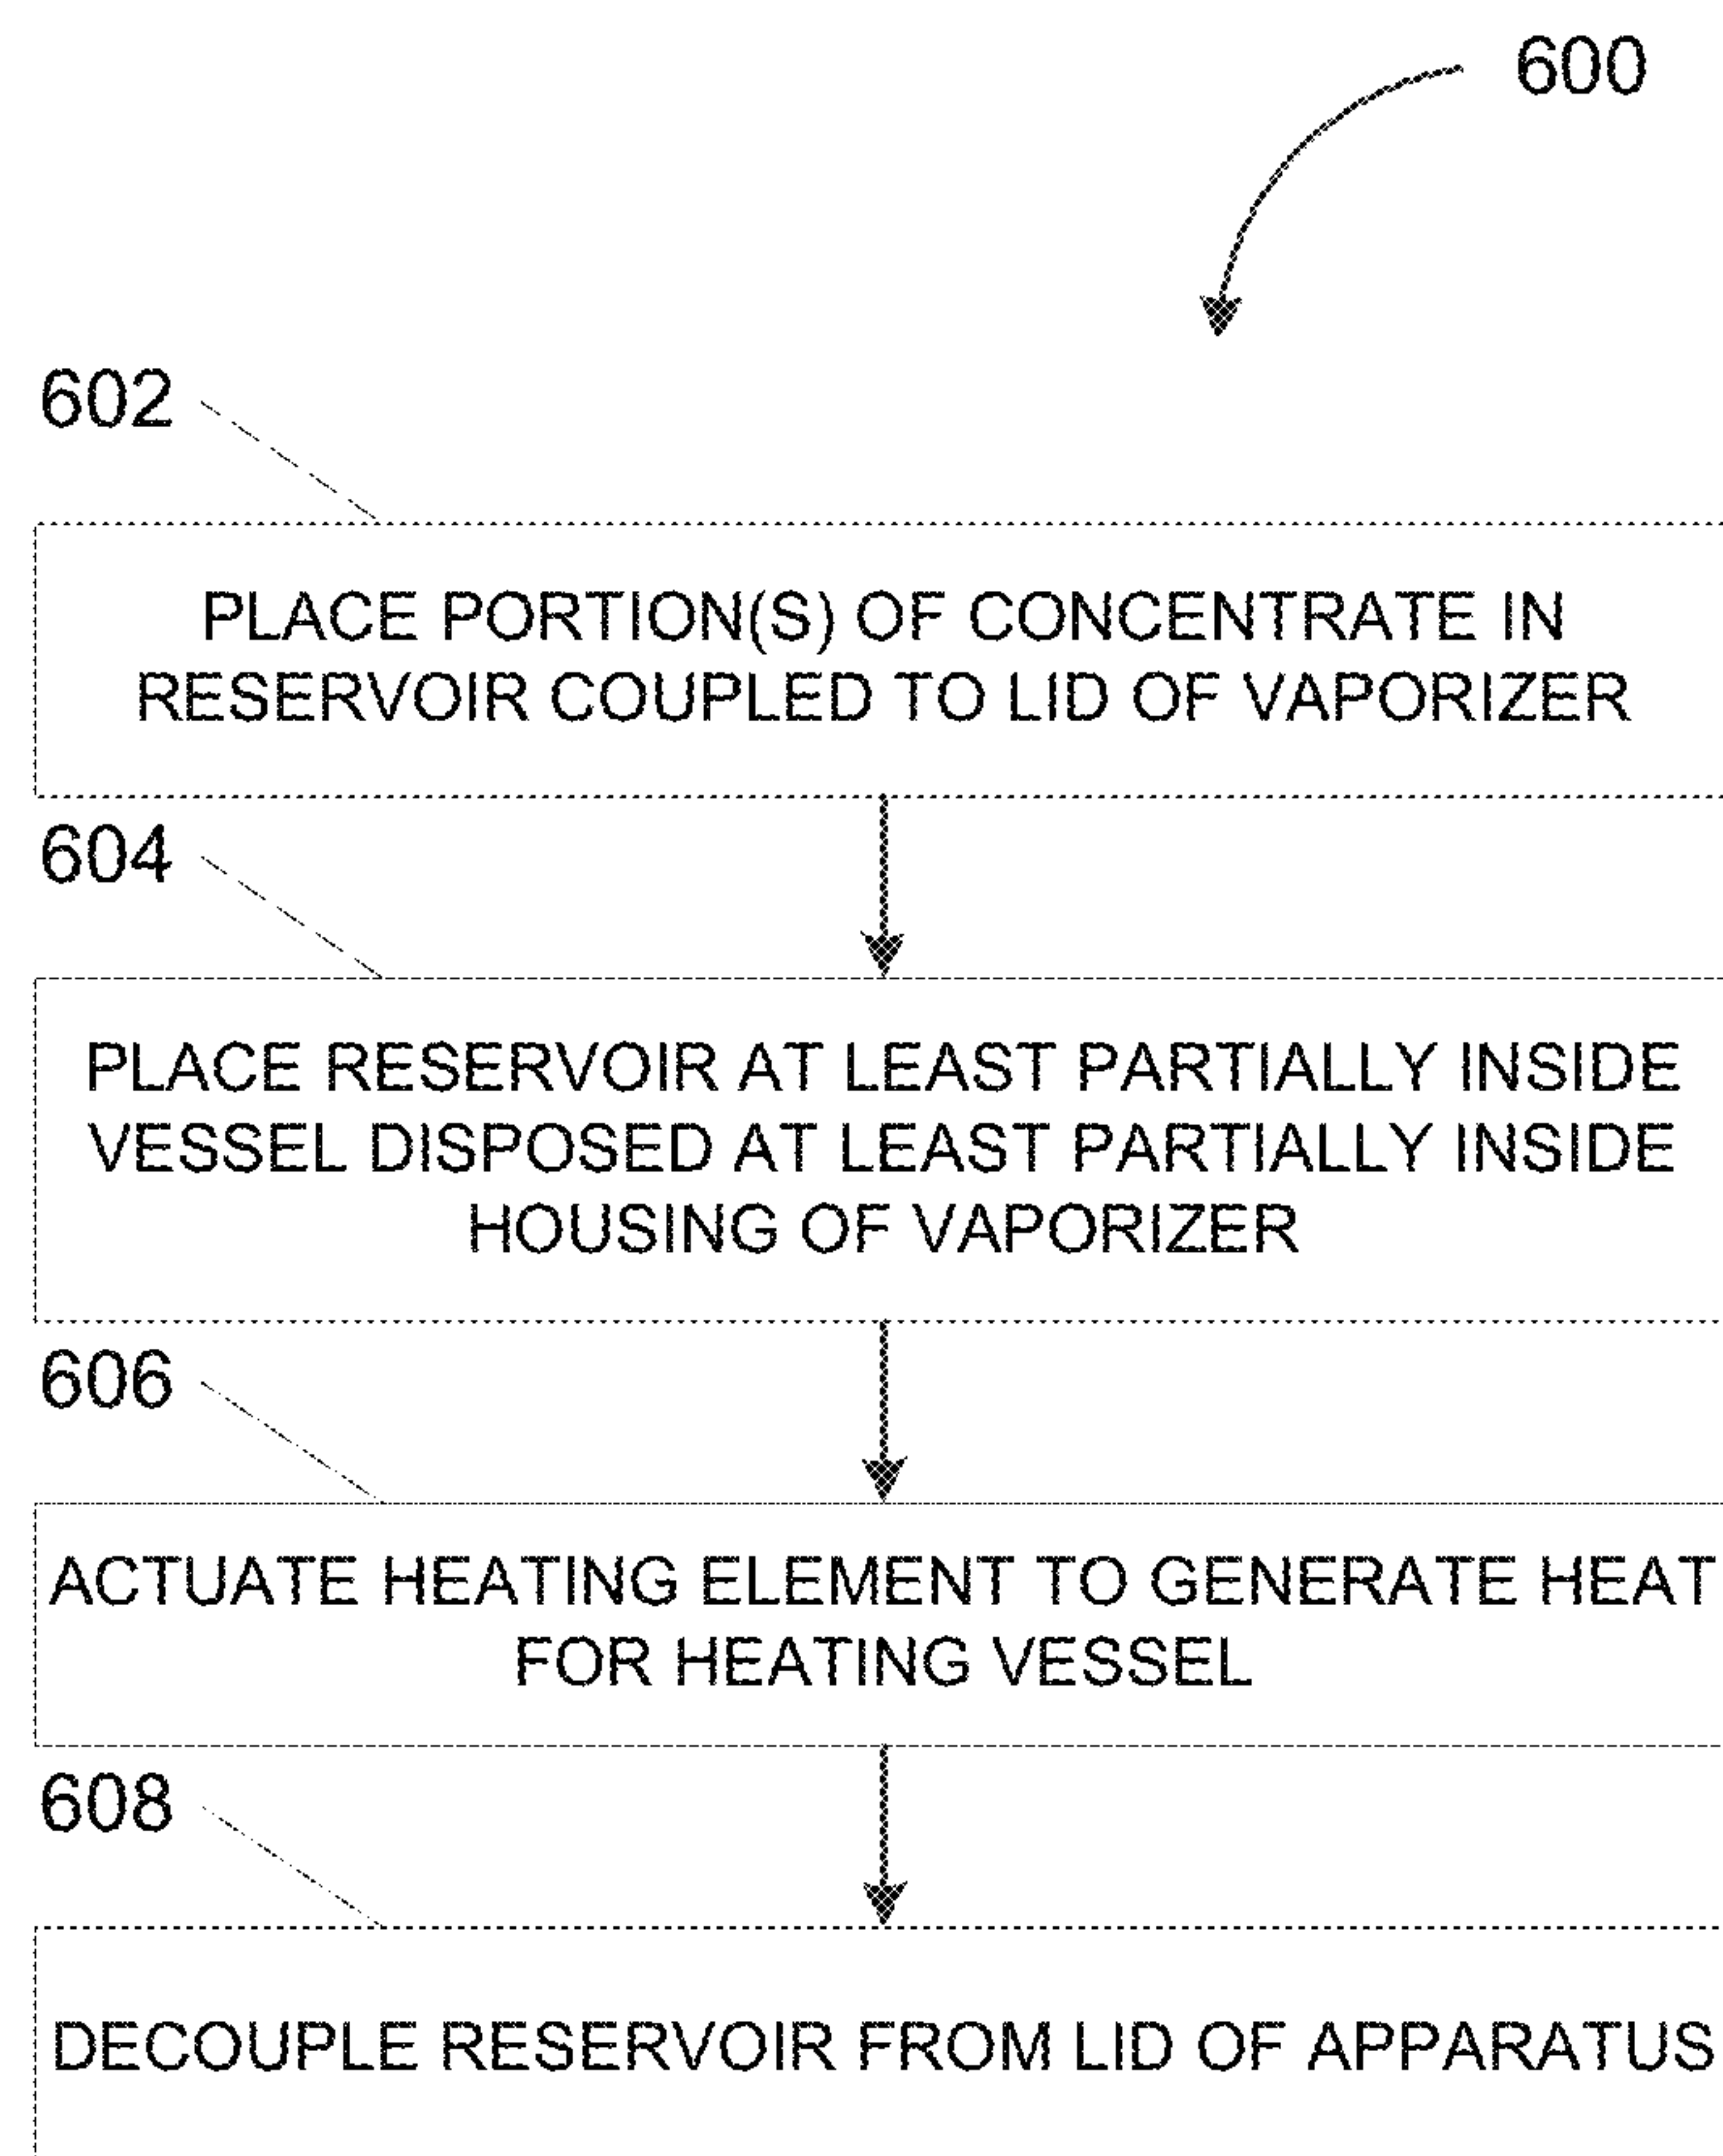 600
602
PLACE PORTION(S) OF CONCENTRATE IN
RESERVOIR COUPLED TO LID OF VAPORIZER
604
PLACE RESERVOIR AT LEAST PARTIALLY INSIDE
VESSEL DISPOSED AT LEAST PARTIALLY INSIDE
HOUSING OF VAPORIZER
606
ACTUATE HEATING ELEMENT TO GENERATE HEAT
FOR HEATING VESSEL
608
DECOUPLE RESERVOIR FROM LID OF APPARATUS